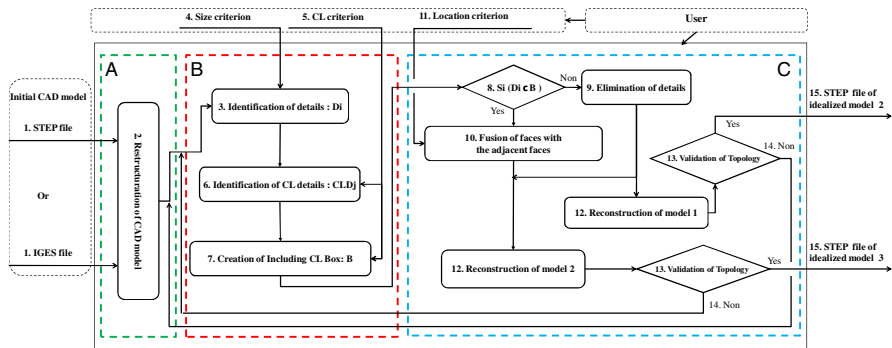 4. Size criterion
5. CL criterion
11. Location criterion
User
A
B
C
Initial CAD model
1. STEP file
Or
1. IGES file
2. Restructuration of CAD model
3. Identification of details : Di
6. Identification of CL details : CLDj
7. Creation of Including CL Box: B
8. Si (Di ⊂ B )
Non
Yes
9. Elimination of details
10. Fusion of faces with
the adjacent faces
12. Reconstruction of model 1
13. Validation of Topology
Yes
14. Non
15. STEP file of
idealized model 2
12. Reconstruction of model 2
13. Validation of Topology
Yes
14. Non
15. STEP file of
idealized model 3